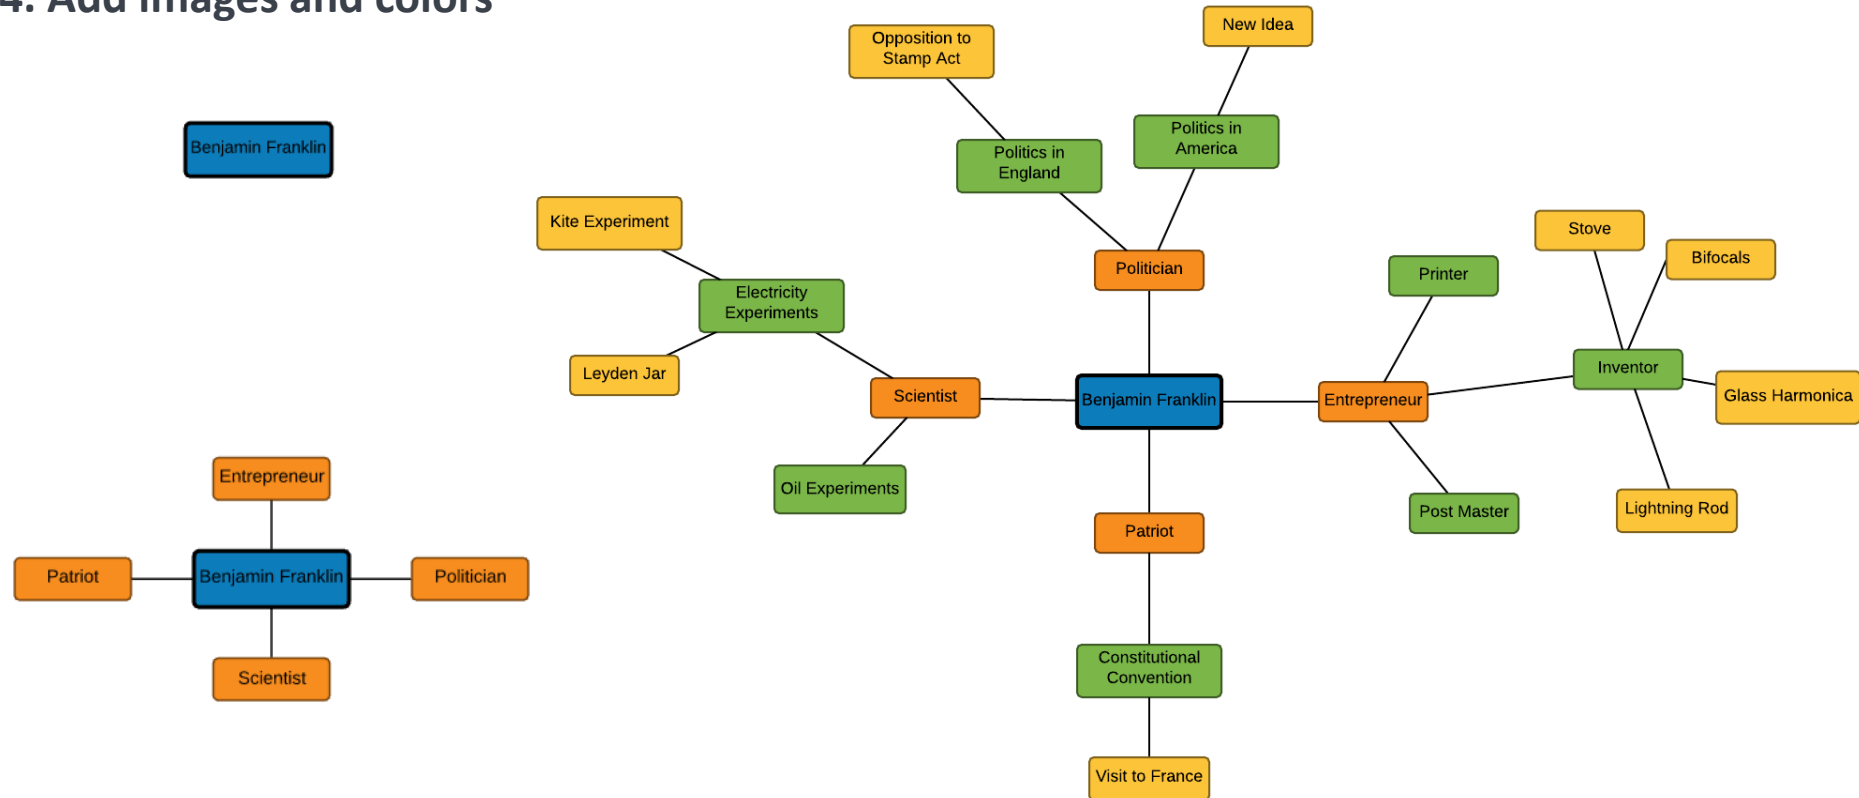 4. Add images and colors
Benjamin Franklin
Entrepreneur
Patriot
Benjamin Franklin
Politician
Scientist
Opposition to
Stamp Act
New Idea
Politics in
England
Politics in
America
Kite Experiment
Electricity
Experiments
Leyden Jar
Politician
Stove
Bifocals
Printer
Inventor
Scientist
Benjamin Franklin
Entrepreneur
Glass Harmonica
Oil Experiments
Post Master
Lightning Rod
Patriot
Constitutional
Convention
Visit to France